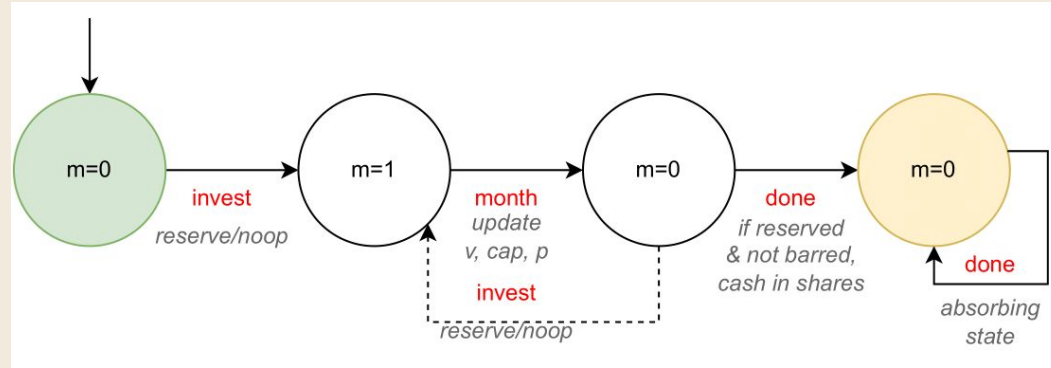 m=0
m=1
m=0
m=0
invest
reserve/noop
month
update
v, cap, p
invest
reserve/noop
done
if reserved
& not barred,
cash in shares
done
absorbing
state